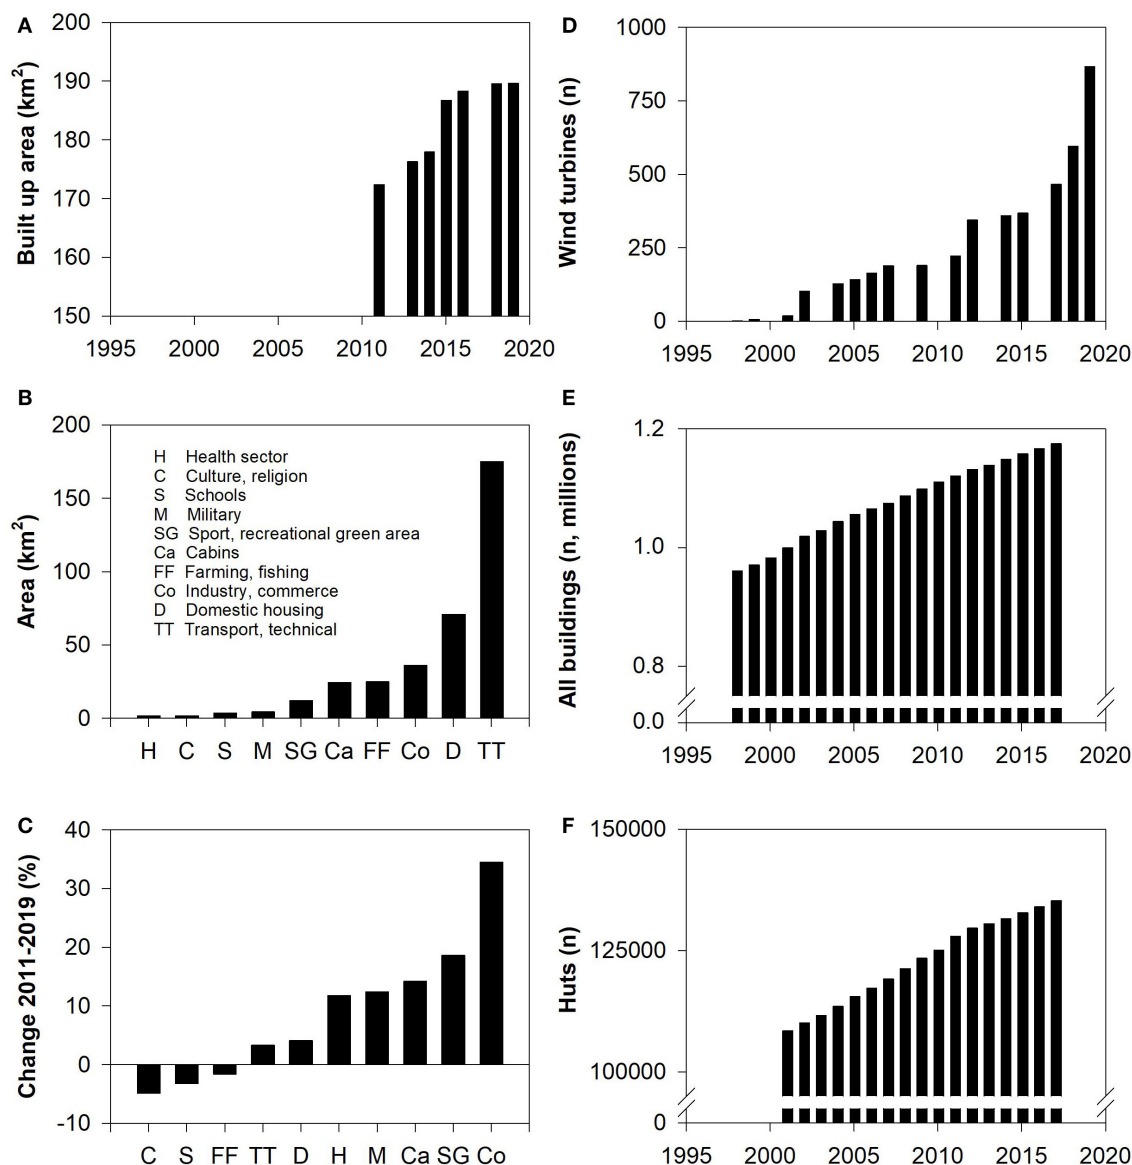 A
Built up area (km²)
200
190
180
170
160
150
1995 2000 2005 2010 2015 2020
D
Wind turbines (n)
1000
750
500
250
0
1995 2000 2005 2010 2015 2020
B
Area (km²)
200
150
100
50
0
H Health sector
C Culture, religion
S Schools
M Military
SG Sport, recreational green area
Ca Cabins
FF Farming, fishing
Co Industry, commerce
D Domestic housing
TT Transport, technical
H C S M SG Ca FF Co D TT
E
All buildings (n, millions)
1.2
1.0
0.8
0.0
1995 2000 2005 2010 2015 2020
C
Change 2011-2019 (%)
40
30
20
10
0
-10
C S FF TT D H M Ca SG Co
F
Huts (n)
150000
125000
100000
0
1995 2000 2005 2010 2015 2020